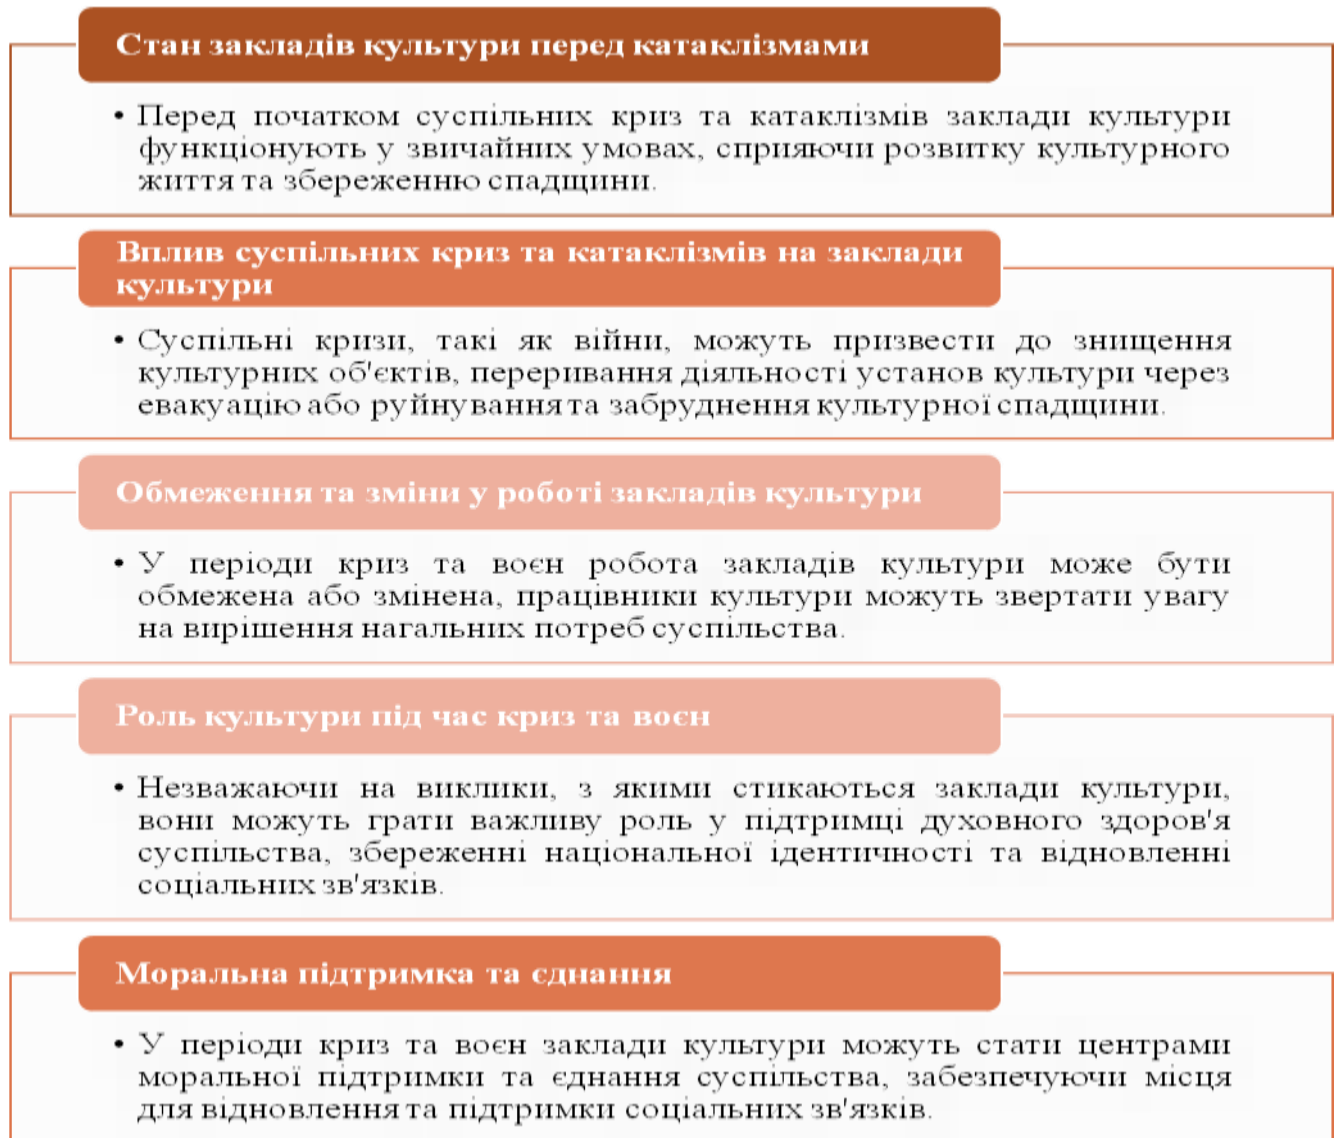 Стан закладів культури перед катаклізмами
• Перед початком суспільних криз та катаклізмів заклади культури
функціонують у звичайних умовах, сприяючи розвитку культурного
життя та збереженню спадщини.
Вплив суспільних криз та катаклізмів на заклади
культури
• Суспільні кризи, такі як війни, можуть призвести до знищення
культурних об'єктів, переривання діяльності установ культури через
евакуацію або руйнування та забруднення культурної спадщини.
Обмеження та зміни у роботі закладів культури
• У періоди криз та воєн робота закладів культури може бути
обмежена або змінена, працівники культури можуть звертати увагу
на вирішення нагальних потреб суспільства.
Роль культури під час криз та воєн
• Незважаючи на виклики, з якими стикаються заклади культури,
вони можуть грати важливу роль у підтримці духовного здоров'я
суспільства, збереженні національної ідентичності та відновленні
соціальних зв'язків.
Моральна підтримка та єднання
• У періоди криз та воєн заклади культури можуть стати центрами
моральної підтримки та єднання суспільства, забезпечуючи місця
для відновлення та підтримки соціальних зв'язків.